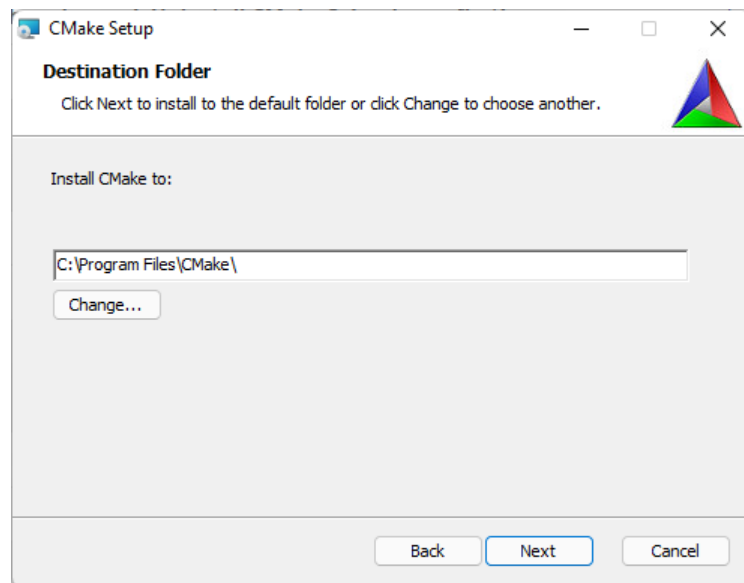 CMake Setup
Destination Folder
Click Next to install to the default folder or click Change to choose another.
Install CMake to:
C:\Program Files\CMake\
Change...
Back Next Cancel